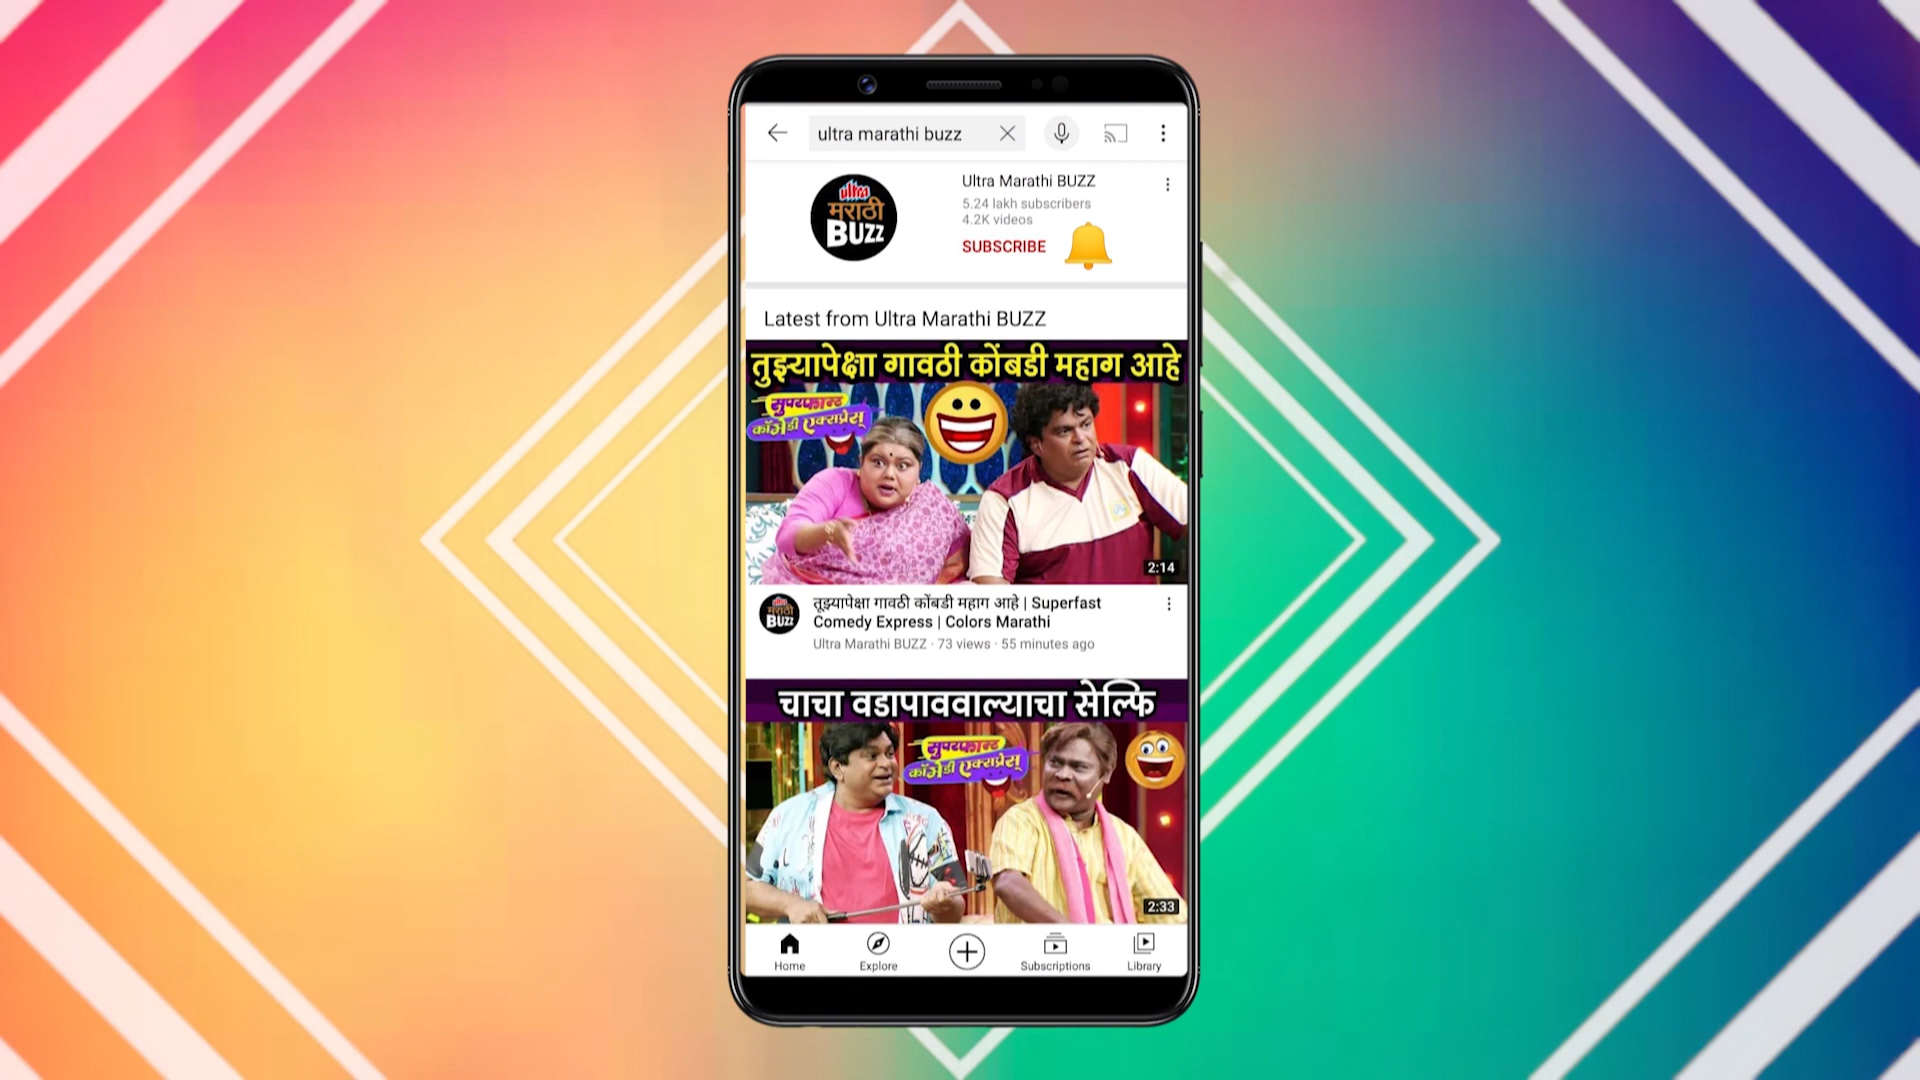 ultra marathi buzz
ultra
मराठी
BUZZ
Ultra Marathi BUZZ
5.24 lakh subscribers
4.2K videos
SUBSCRIBE
Latest from Ultra Marathi BUZZ
तुझ्यापेक्षा गावठी कोंबडी महाग आहे
सुपरफास्ट
कॉमेडी एक्सप्रेस्
2:14
ultra
मराठी
BUZZ
तूझ्यापेक्षा गावठी कोंबडी महाग आहे | Superfast
Comedy Express | Colors Marathi
Ultra Marathi BUZZ · 73 views · 55 minutes ago
चाचा वडापाववाल्याचा सेल्फि
सुपरफास्ट
कॉमेडी एक्सप्रेस्
2:33
Home
Explore
Subscriptions
Library